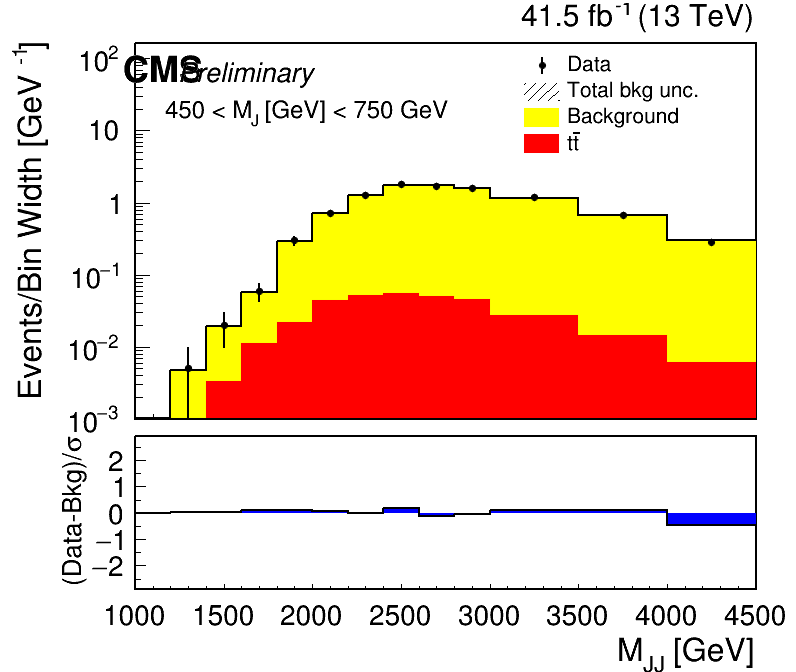 41.5 fb⁻¹ (13 TeV)
CMS Preliminary
450 < M_J [GeV] < 750 GeV
Data
Total bkg unc.
Background
tt̄
Events/Bin Width [GeV⁻¹]
10²
10
1
10⁻¹
10⁻²
10⁻³
(Data-Bkg)/σ
2
1
0
−1
−2
1000 1500 2000 2500 3000 3500 4000 4500
M_JJ [GeV]